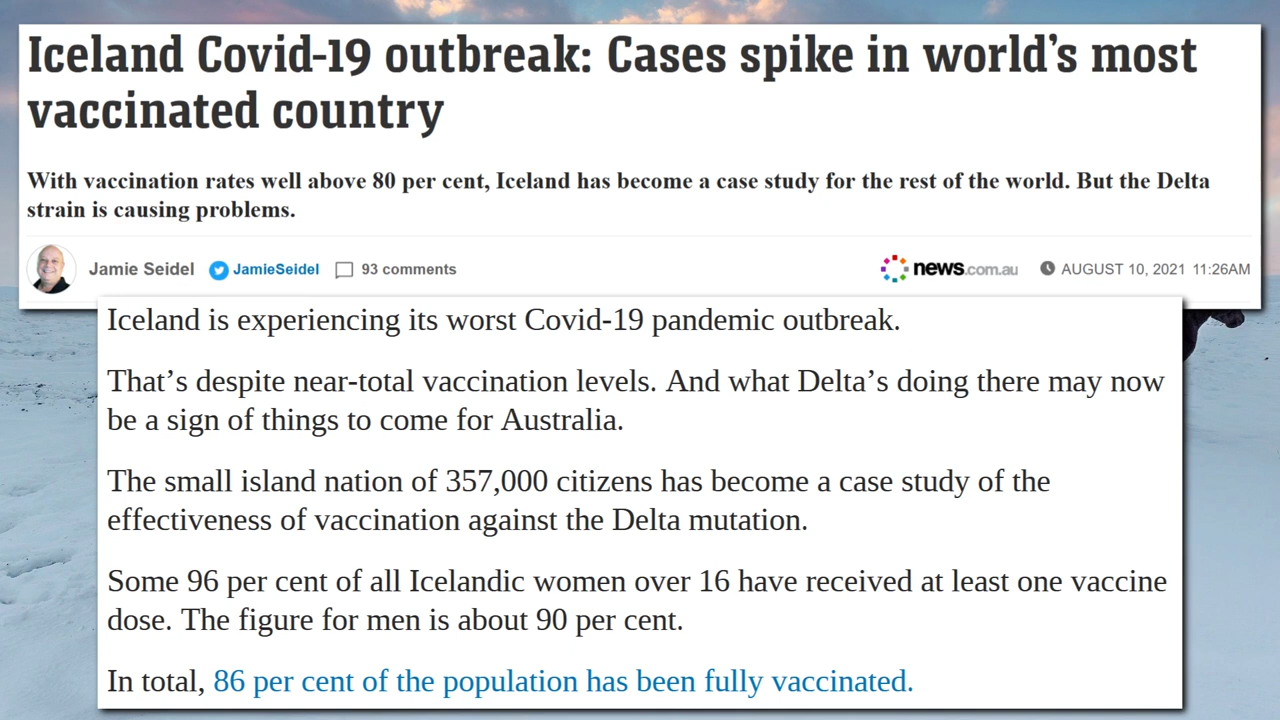 Iceland Covid-19 outbreak: Cases spike in world's most
vaccinated country
With vaccination rates well above 80 per cent, Iceland has become a case study for the rest of the world. But the Delta
strain is causing problems.
Jamie Seidel JamieSeidel 93 comments news.com.au AUGUST 10, 2021 11:26AM
Iceland is experiencing its worst Covid-19 pandemic outbreak.
That's despite near-total vaccination levels. And what Delta's doing there may now
be a sign of things to come for Australia.
The small island nation of 357,000 citizens has become a case study of the
effectiveness of vaccination against the Delta mutation.
Some 96 per cent of all Icelandic women over 16 have received at least one vaccine
dose. The figure for men is about 90 per cent.
In total, 86 per cent of the population has been fully vaccinated.